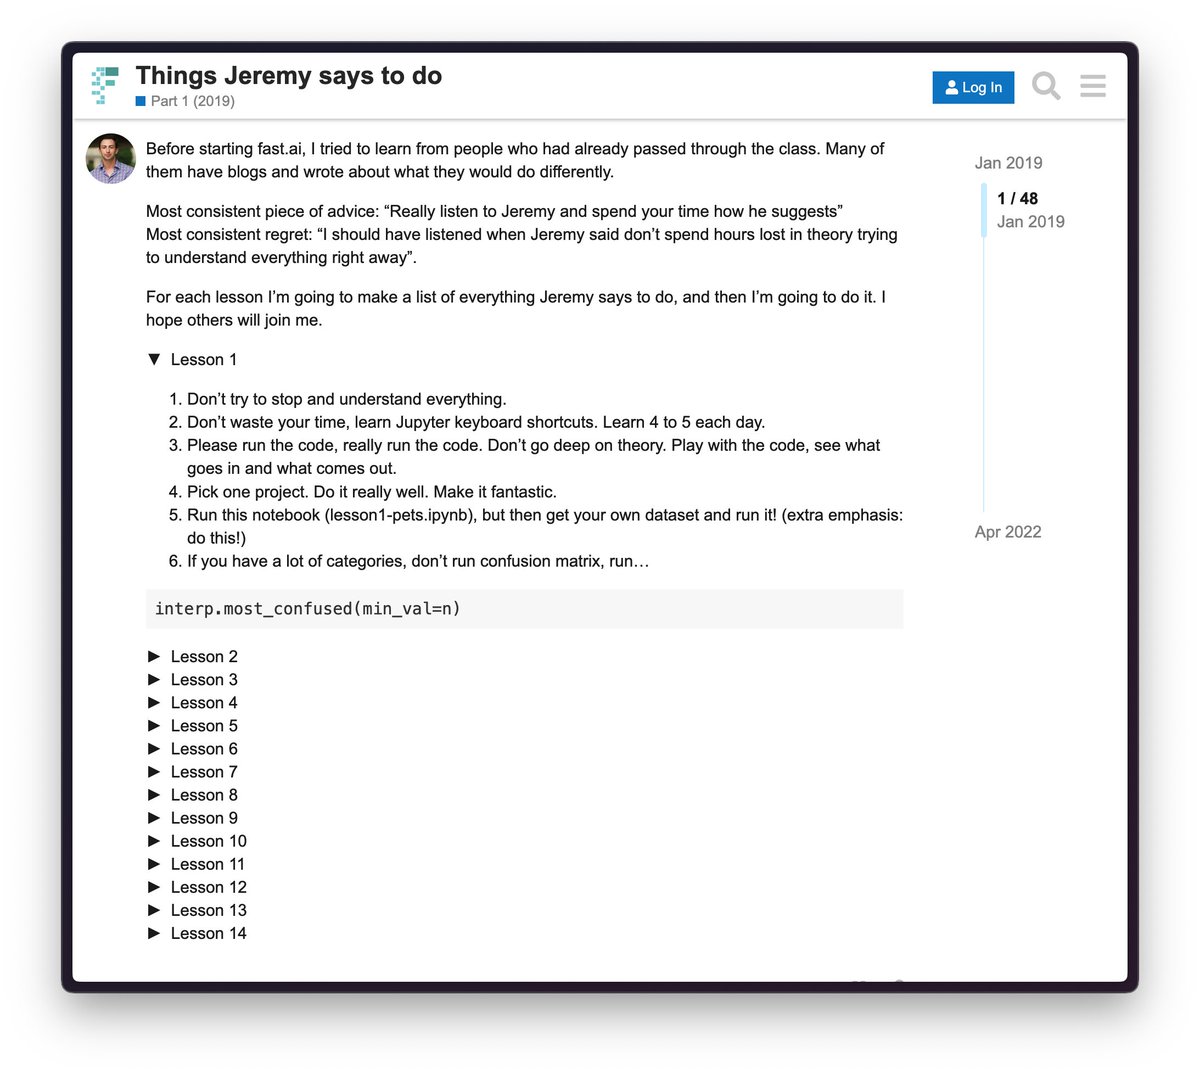 Things Jeremy says to do
Part 1 (2019)
Log In
Before starting fast.ai, I tried to learn from people who had already passed through the class. Many of
them have blogs and wrote about what they would do differently.
Most consistent piece of advice: “Really listen to Jeremy and spend your time how he suggests”
Most consistent regret: “I should have listened when Jeremy said don’t spend hours lost in theory trying
to understand everything right away”.
For each lesson I’m going to make a list of everything Jeremy says to do, and then I’m going to do it. I
hope others will join me.
▼ Lesson 1
1. Don’t try to stop and understand everything.
2. Don’t waste your time, learn Jupyter keyboard shortcuts. Learn 4 to 5 each day.
3. Please run the code, really run the code. Don’t go deep on theory. Play with the code, see what
goes in and what comes out.
4. Pick one project. Do it really well. Make it fantastic.
5. Run this notebook (lesson1-pets.ipynb), but then get your own dataset and run it! (extra emphasis:
do this!)
6. If you have a lot of categories, don’t run confusion matrix, run…
interp.most_confused(min_val=n)
▶ Lesson 2
▶ Lesson 3
▶ Lesson 4
▶ Lesson 5
▶ Lesson 6
▶ Lesson 7
▶ Lesson 8
▶ Lesson 9
▶ Lesson 10
▶ Lesson 11
▶ Lesson 12
▶ Lesson 13
▶ Lesson 14
Jan 2019
1 / 48
Jan 2019
Apr 2022